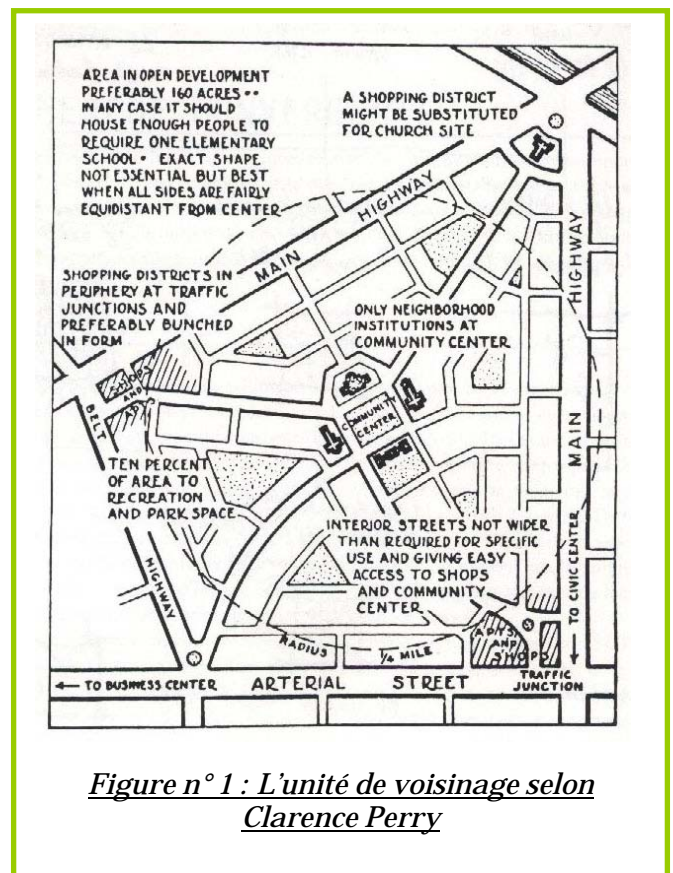 AREA IN OPEN DEVELOPMENT
PREFERABLY 160 ACRES ••
IN ANY CASE IT SHOULD
HOUSE ENOUGH PEOPLE TO
REQUIRE ONE ELEMENTARY
SCHOOL • EXACT SHAPE
NOT ESSENTIAL BUT BEST
WHEN ALL SIDES ARE FAIRLY
EQUIDISTANT FROM CENTER
A SHOPPING DISTRICT
MIGHT BE SUBSTITUTED
FOR CHURCH SITE
MAIN HIGHWAY
HIGHWAY MAIN
SHOPPING DISTRICTS IN
PERIPHERY AT TRAFFIC
JUNCTIONS AND
PREFERABLY BUNCHED
IN FORM
ONLY NEIGHBORHOOD
INSTITUTIONS AT
COMMUNITY CENTER
SHOPS
AND
APTS
BELT
HIGHWAY
COMMUNITY
CENTER
TEN PERCENT
OF AREA TO
RECREATION
AND PARK SPACE
INTERIOR STREETS NOT WIDER
THAN REQUIRED FOR SPECIFIC
USE AND GIVING EASY
ACCESS TO SHOPS
AND COMMUNITY
CENTER
TO CIVIC CENTER →
RADIUS 1/4 MILE
APTS
AND
SHOPS
TRAFFIC
JUNCTION
← TO BUSINESS CENTER ARTERIAL STREET
Figure n° 1 : L'unité de voisinage selon
Clarence Perry